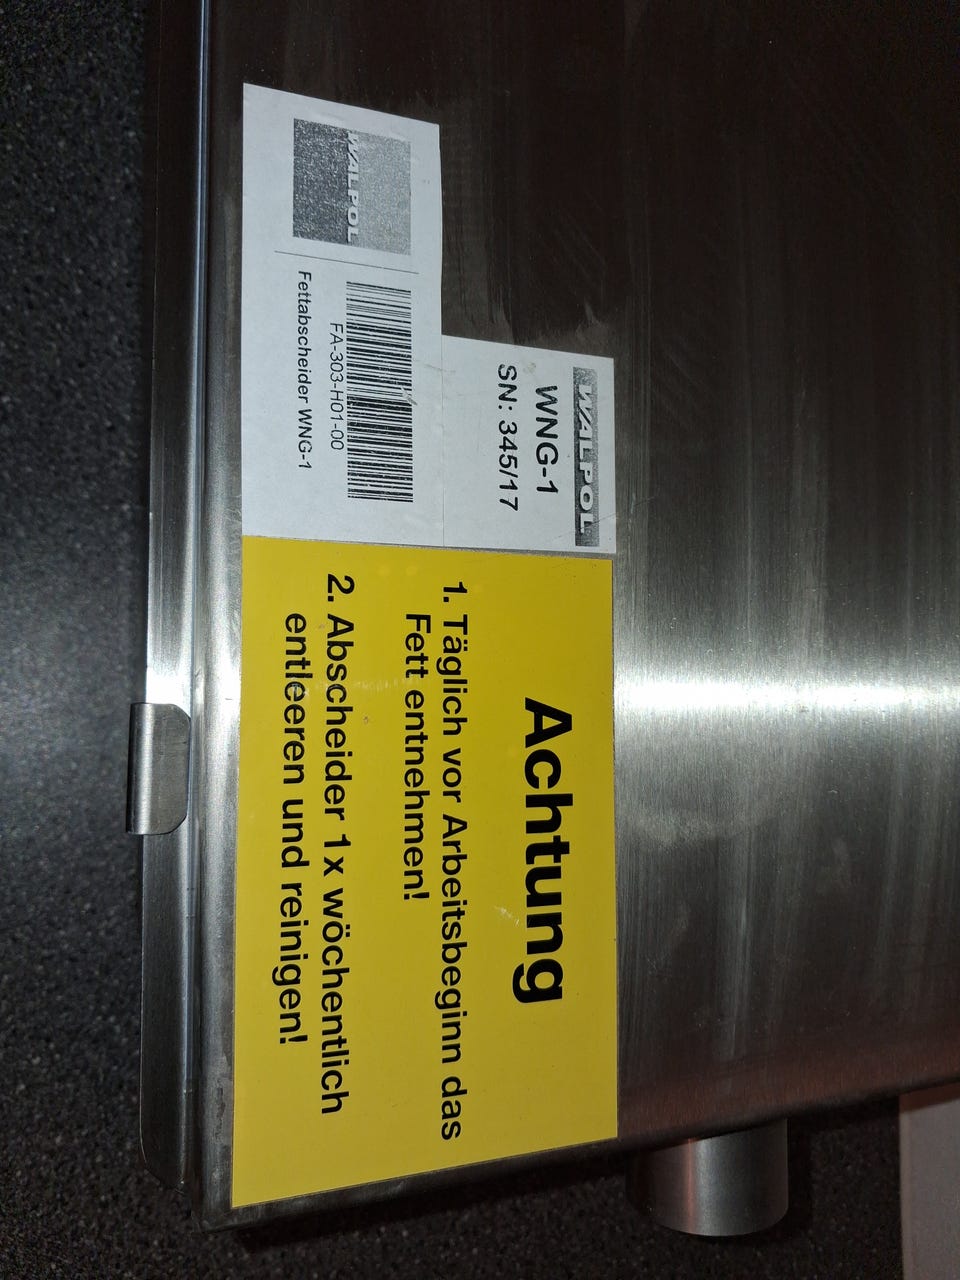 WALPOL
WNG-1
SN: 345/17
WALPOL
FA-303-H01-00
Fettabscheider WNG-1
Achtung
1. Täglich vor Arbeitsbeginn das
Fett entnehmen!
2. Abscheider 1x wöchentlich
entleeren und reinigen!